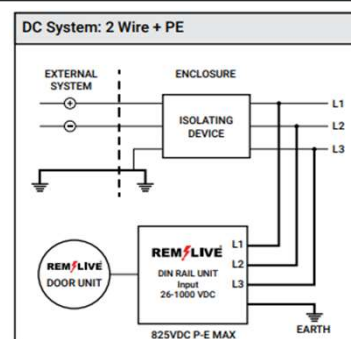 DC System: 2 Wire + PE
EXTERNAL
SYSTEM
ENCLOSURE
+
−
ISOLATING
DEVICE
L1
L2
L3
REMLIVE
DOOR UNIT
REMLIVE
DIN RAIL UNIT
Input
26-1000 VDC
L1
L2
L3
EARTH
825VDC P-E MAX